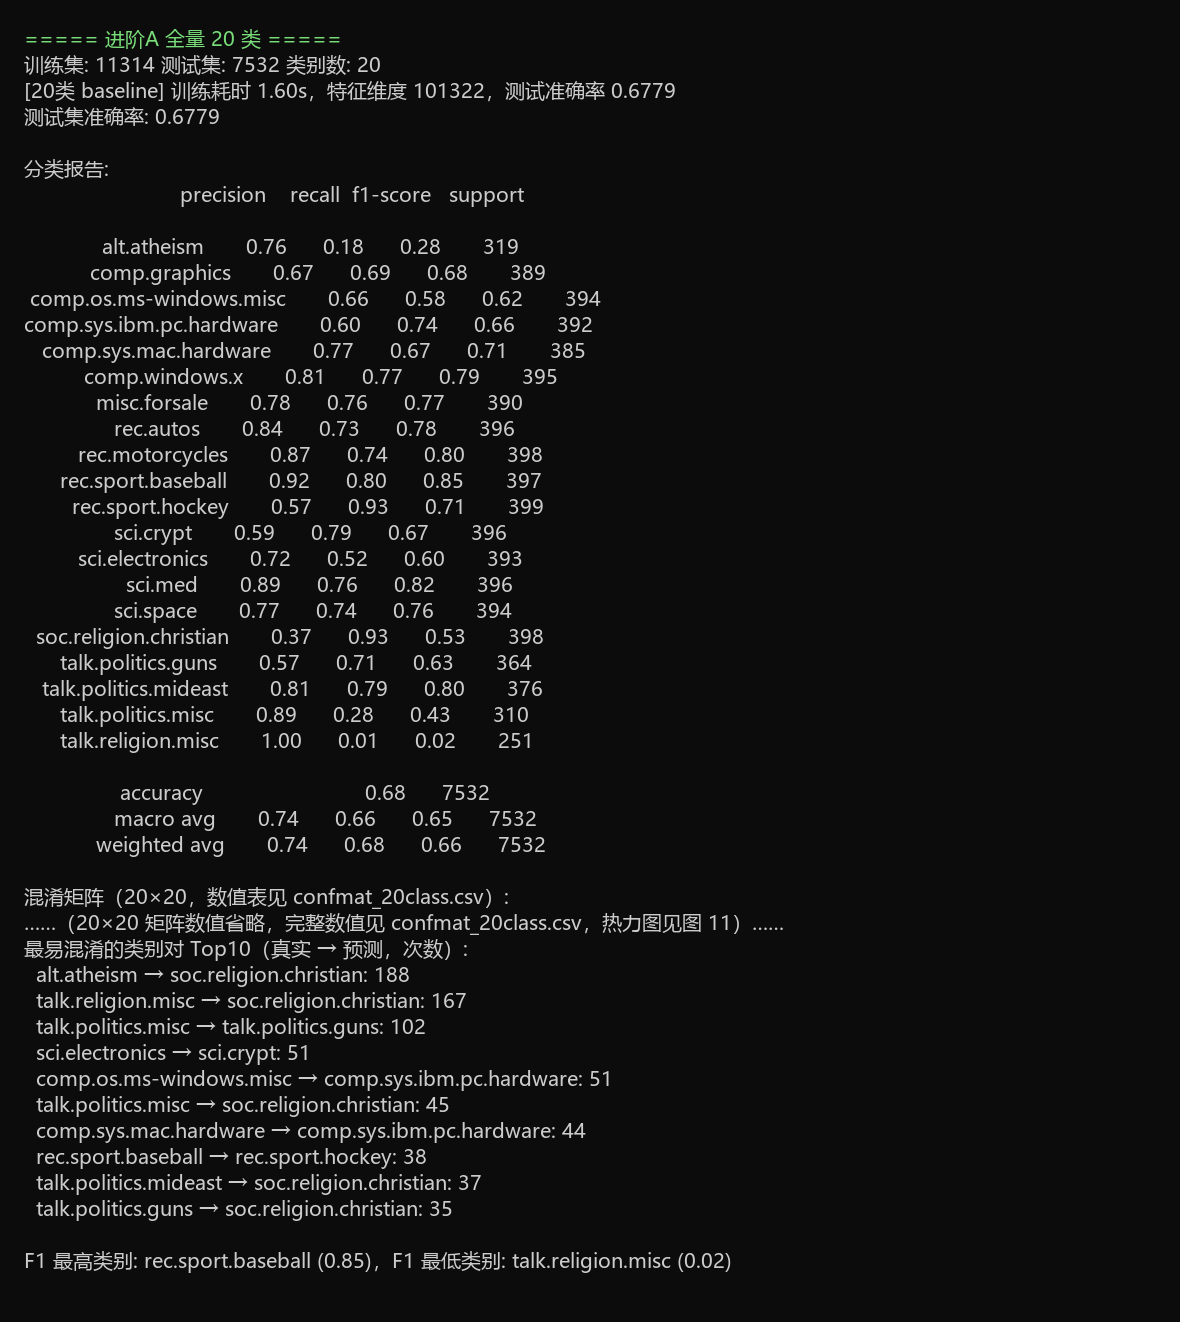 ===== 进阶A 全量 20 类 =====
训练集: 11314 测试集: 7532 类别数: 20
[20类 baseline] 训练耗时 1.60s，特征维度 101322，测试准确率 0.6779
测试集准确率: 0.6779
分类报告:
precision recall f1-score support
alt.atheism 0.76 0.18 0.28 319
comp.graphics 0.67 0.69 0.68 389
comp.os.ms-windows.misc 0.66 0.58 0.62 394
comp.sys.ibm.pc.hardware 0.60 0.74 0.66 392
comp.sys.mac.hardware 0.77 0.67 0.71 385
comp.windows.x 0.81 0.77 0.79 395
misc.forsale 0.78 0.76 0.77 390
rec.autos 0.84 0.73 0.78 396
rec.motorcycles 0.87 0.74 0.80 398
rec.sport.baseball 0.92 0.80 0.85 397
rec.sport.hockey 0.57 0.93 0.71 399
sci.crypt 0.59 0.79 0.67 396
sci.electronics 0.72 0.52 0.60 393
sci.med 0.89 0.76 0.82 396
sci.space 0.77 0.74 0.76 394
soc.religion.christian 0.37 0.93 0.53 398
talk.politics.guns 0.57 0.71 0.63 364
talk.politics.mideast 0.81 0.79 0.80 376
talk.politics.misc 0.89 0.28 0.43 310
talk.religion.misc 1.00 0.01 0.02 251
accuracy 0.68 7532
macro avg 0.74 0.66 0.65 7532
weighted avg 0.74 0.68 0.66 7532
混淆矩阵（20×20，数值表见 confmat_20class.csv）:
……（20×20 矩阵数值省略，完整数值见 confmat_20class.csv，热力图见图 11）……
最易混淆的类别对 Top10（真实 → 预测，次数）:
alt.atheism → soc.religion.christian: 188
talk.religion.misc → soc.religion.christian: 167
talk.politics.misc → talk.politics.guns: 102
sci.electronics → sci.crypt: 51
comp.os.ms-windows.misc → comp.sys.ibm.pc.hardware: 51
talk.politics.misc → soc.religion.christian: 45
comp.sys.mac.hardware → comp.sys.ibm.pc.hardware: 44
rec.sport.baseball → rec.sport.hockey: 38
talk.politics.mideast → soc.religion.christian: 37
talk.politics.guns → soc.religion.christian: 35
F1 最高类别: rec.sport.baseball (0.85)，F1 最低类别: talk.religion.misc (0.02)